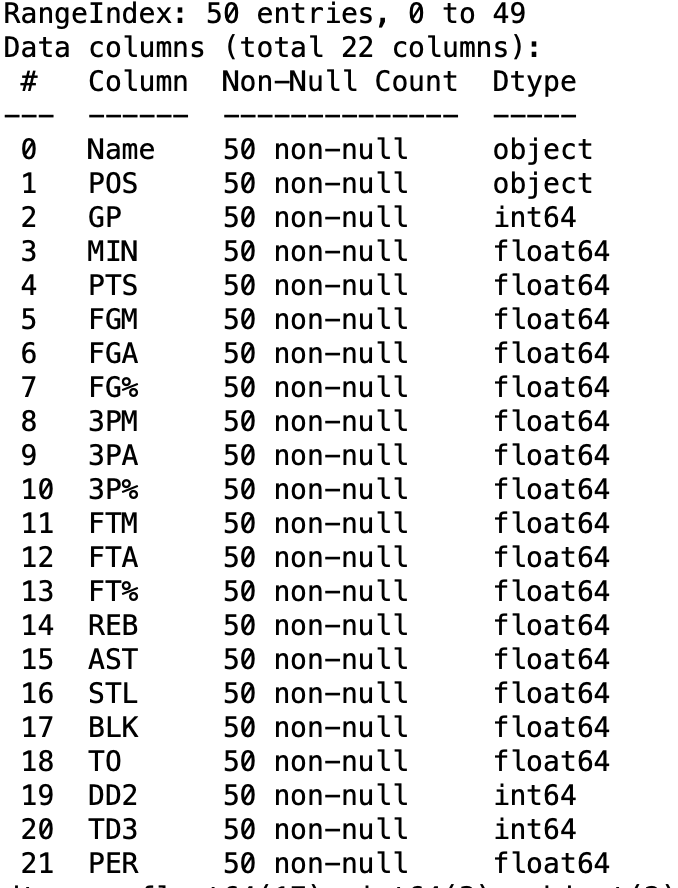 RangeIndex: 50 entries, 0 to 49
Data columns (total 22 columns):
 #   Column  Non-Null Count  Dtype
---  ------  --------------  -----
 0   Name    50 non-null     object
 1   POS     50 non-null     object
 2   GP      50 non-null     int64
 3   MIN     50 non-null     float64
 4   PTS     50 non-null     float64
 5   FGM     50 non-null     float64
 6   FGA     50 non-null     float64
 7   FG%     50 non-null     float64
 8   3PM     50 non-null     float64
 9   3PA     50 non-null     float64
 10  3P%     50 non-null     float64
 11  FTM     50 non-null     float64
 12  FTA     50 non-null     float64
 13  FT%     50 non-null     float64
 14  REB     50 non-null     float64
 15  AST     50 non-null     float64
 16  STL     50 non-null     float64
 17  BLK     50 non-null     float64
 18  TO      50 non-null     float64
 19  DD2     50 non-null     int64
 20  TD3     50 non-null     int64
 21  PER     50 non-null     float64